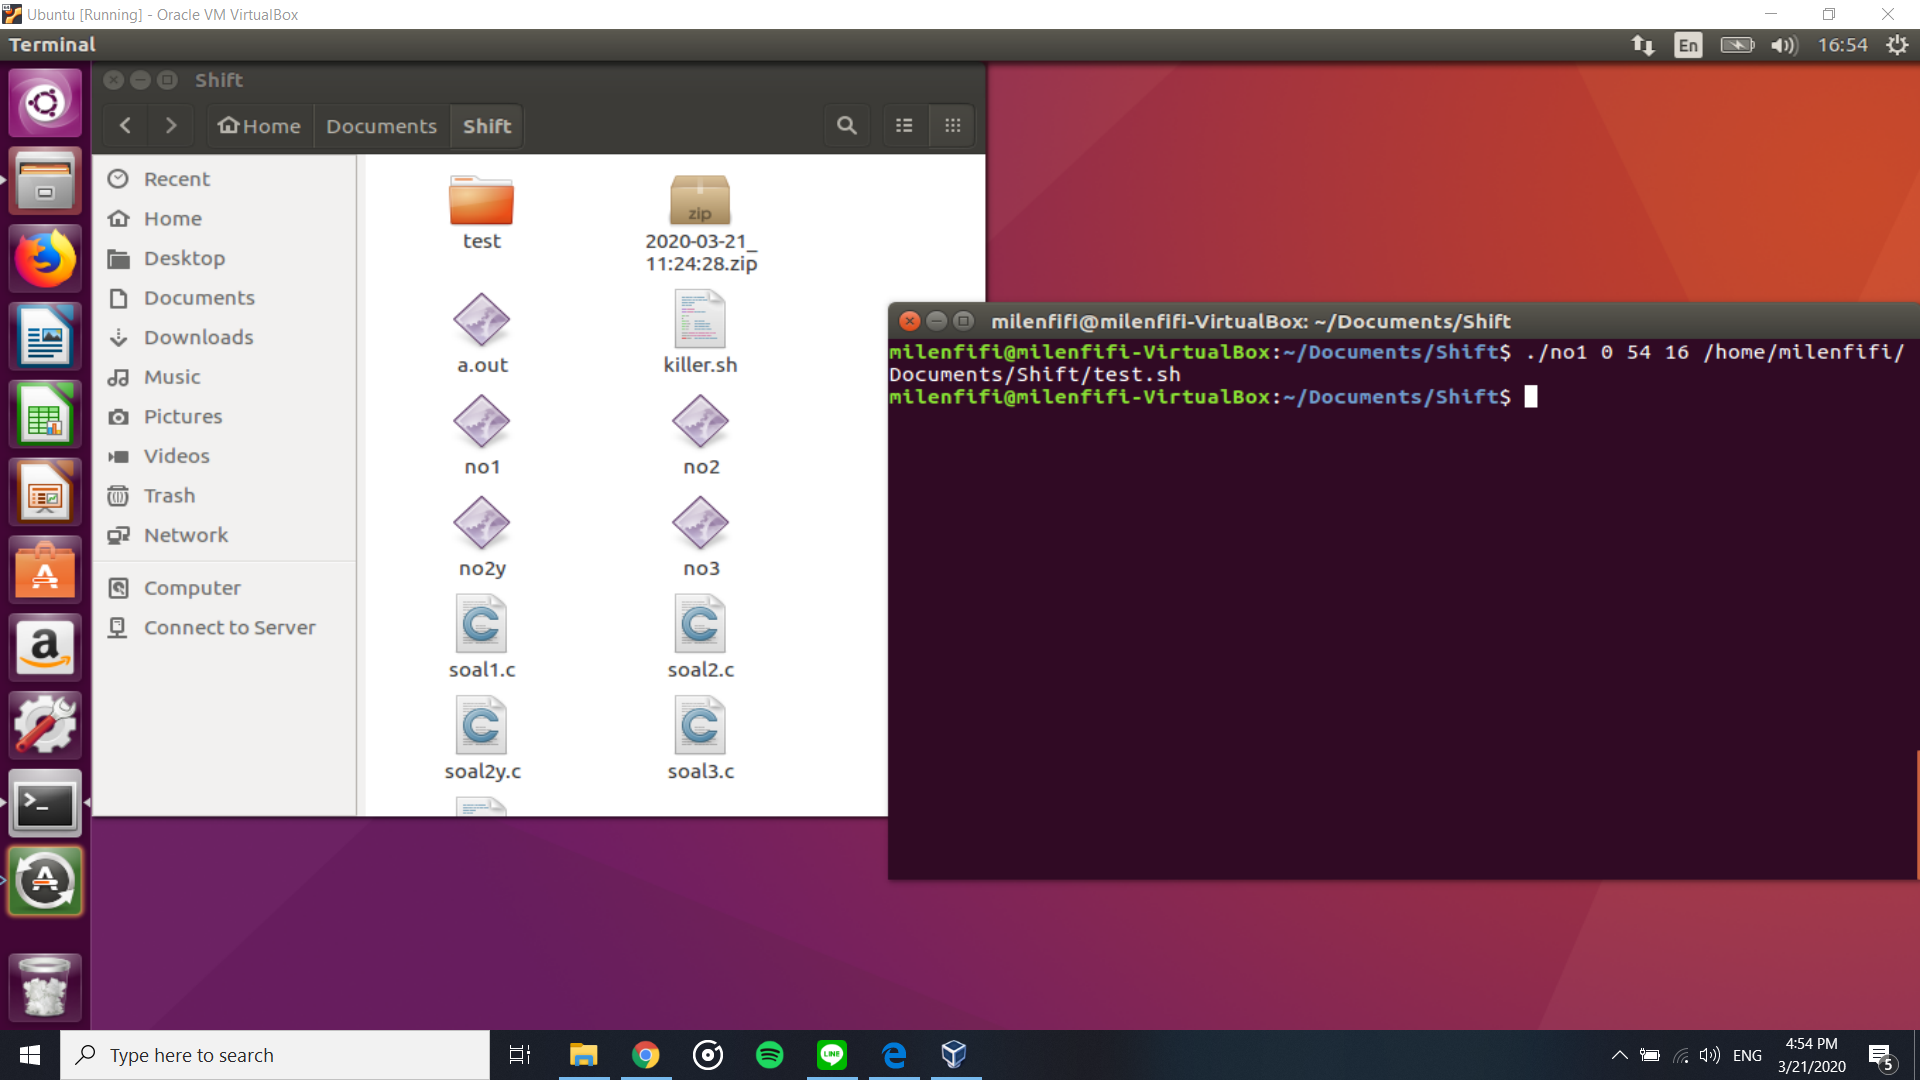 Ubuntu [Running] - Oracle VM VirtualBox
Terminal
En
16:54
Shift
Home
Documents
Shift
Recent
Home
Desktop
Documents
Downloads
Music
Pictures
Videos
Trash
Network
Computer
Connect to Server
test
zip
2020-03-21_
11:24:28.zip
a.out
killer.sh
no1
no2
no2y
no3
soal1.c
soal2.c
soal2y.c
soal3.c
milenfifi@milenfifi-VirtualBox: ~/Documents/Shift
milenfifi@milenfifi-VirtualBox:~/Documents/Shift$ ./no1 0 54 16 /home/milenfifi/
Documents/Shift/test.sh
milenfifi@milenfifi-VirtualBox:~/Documents/Shift$
Type here to search
LINE
ENG
4:54 PM
3/21/2020
5